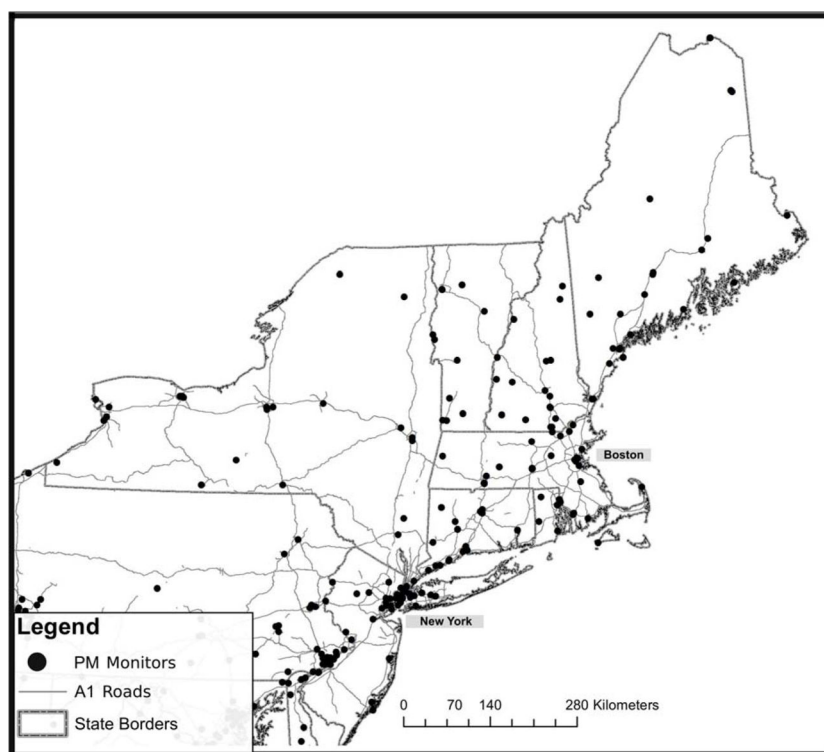 Boston
New York
Legend
PM Monitors
A1 Roads
State Borders
0 70 140 280 Kilometers